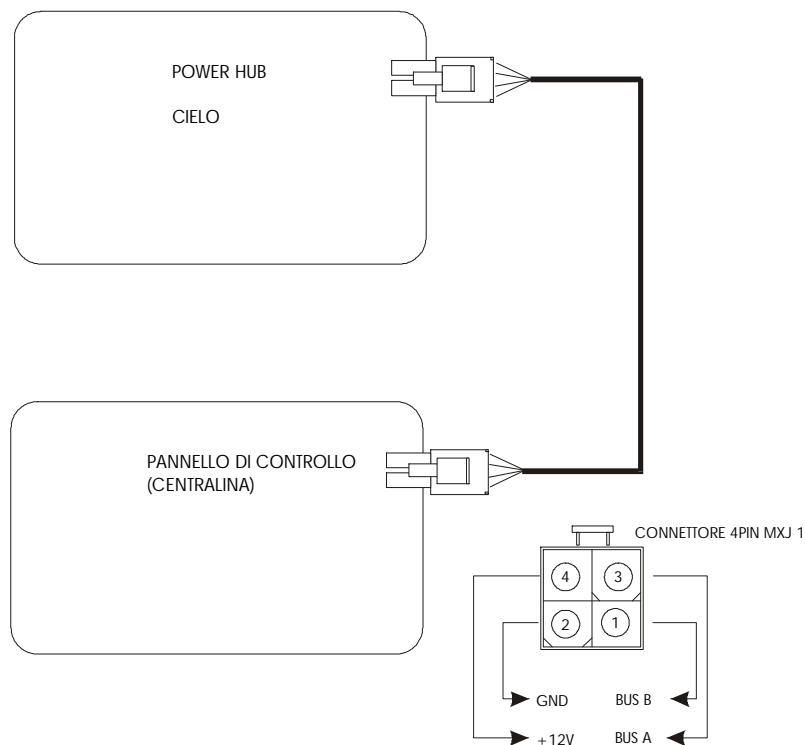 POWER HUB
CIELO
PANNELLO DI CONTROLLO
(CENTRALINA)
CONNETTORE 4PIN MXJ 1
4 3
2 1
GND BUS B
+12V BUS A